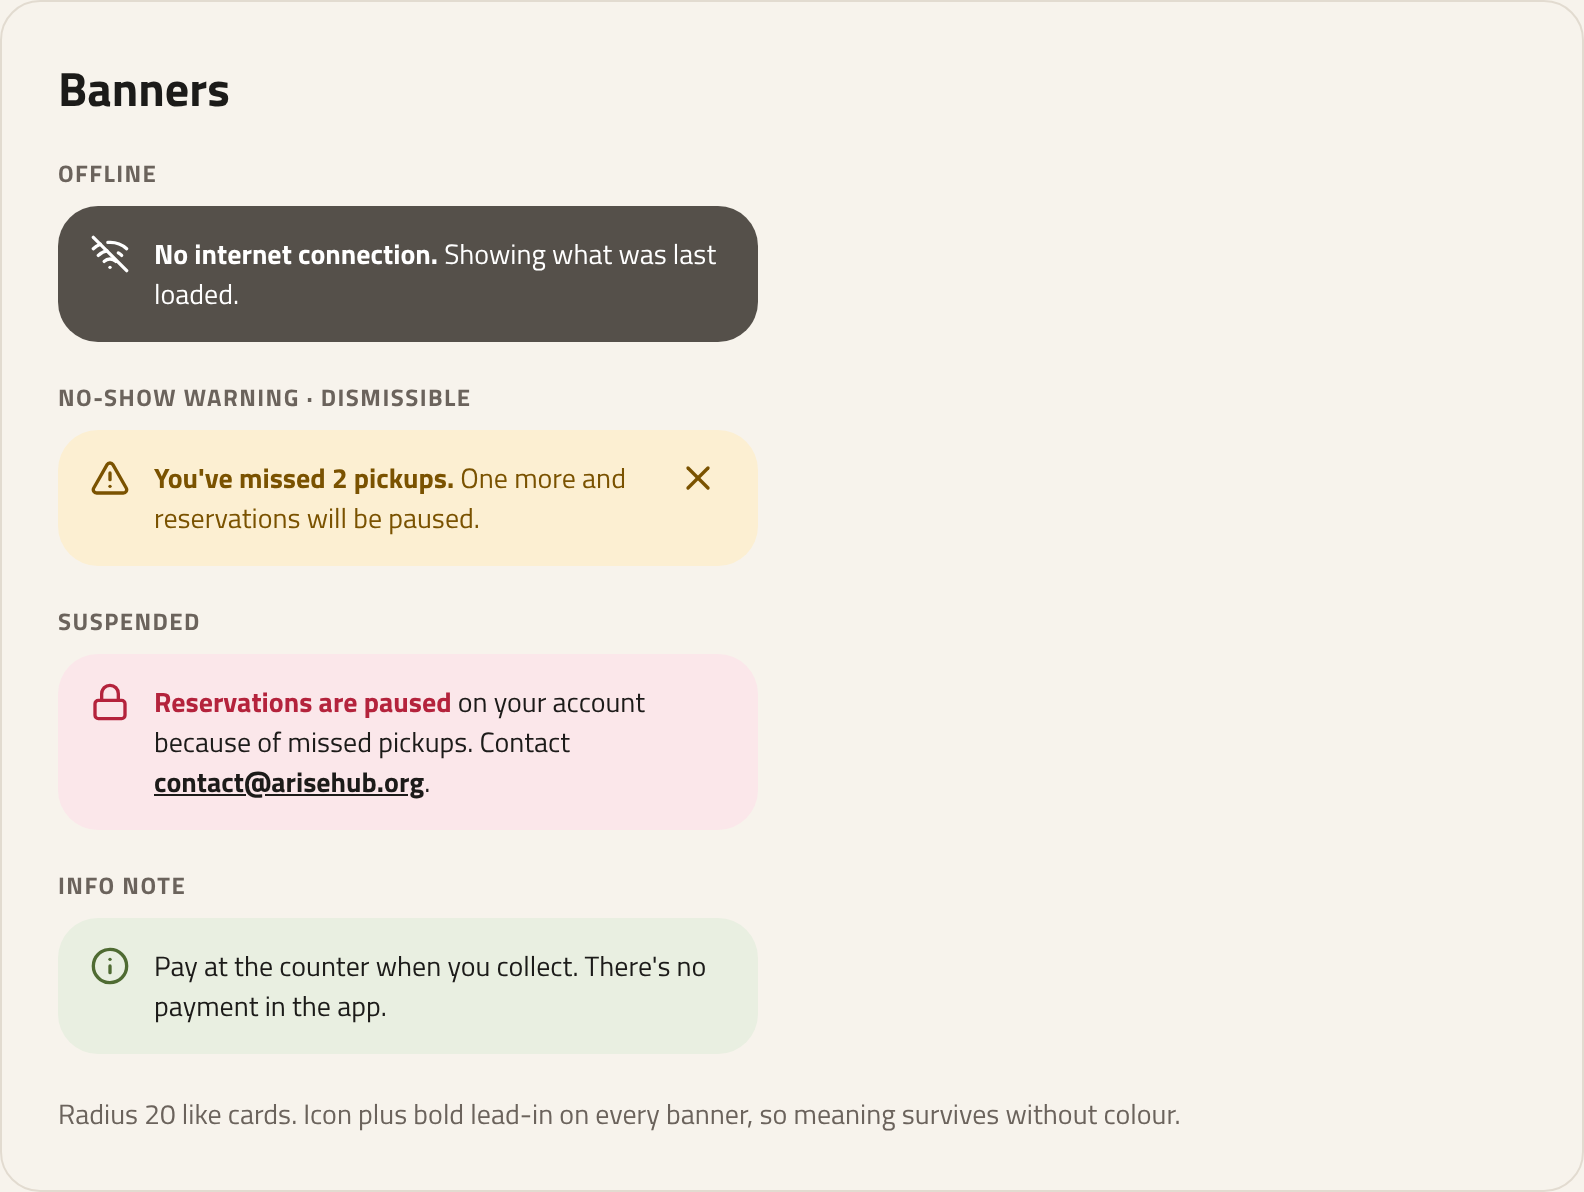 Banners
OFFLINE
No internet connection. Showing what was last
loaded.
NO-SHOW WARNING · DISMISSIBLE
You've missed 2 pickups. One more and
reservations will be paused.
SUSPENDED
Reservations are paused on your account
because of missed pickups. Contact
contact@arisehub.org.
INFO NOTE
Pay at the counter when you collect. There's no
payment in the app.
Radius 20 like cards. Icon plus bold lead-in on every banner, so meaning survives without colour.